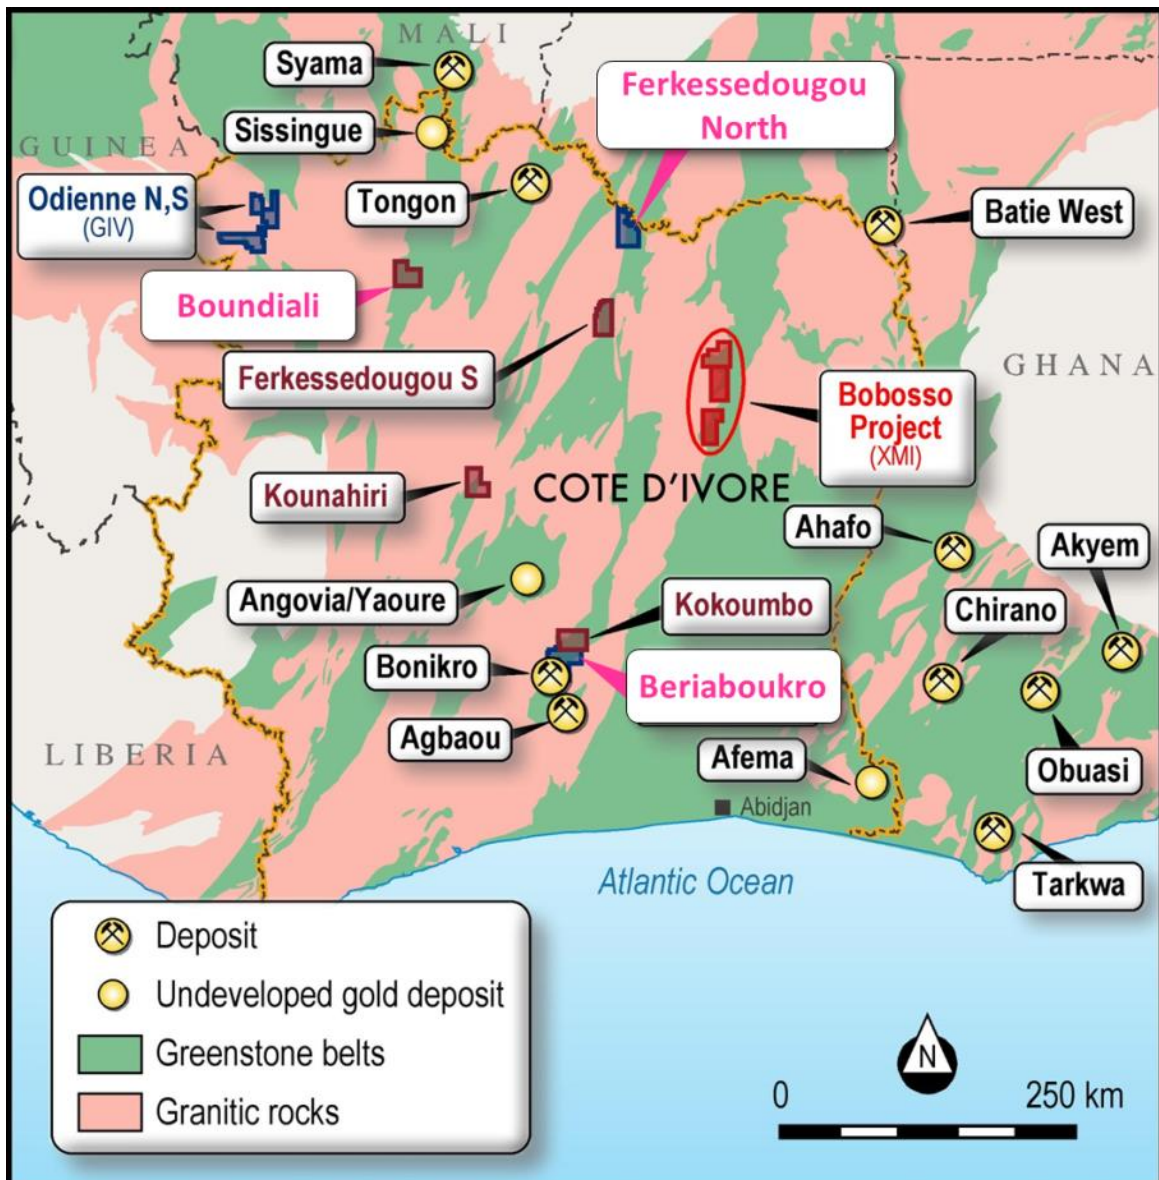 MALI
Syama
Ferkessedougou
North
Sissingue
GUINEA
Odienne N,S
(GIV)
Tongon
Batie West
Boundiali
Ferkessedougou S
GHANA
Bobosso
Project
(XMI)
Kounahiri
COTE D'IVORE
Ahafo
Akyem
Angovia/Yaoure
Kokoumbo
Chirano
Bonikro
Beriaboukro
Agbaou
LIBERIA
Afema
Obuasi
Abidjan
Atlantic Ocean
Tarkwa
Deposit
Undeveloped gold deposit
Greenstone belts
Granitic rocks
N
0 250 km